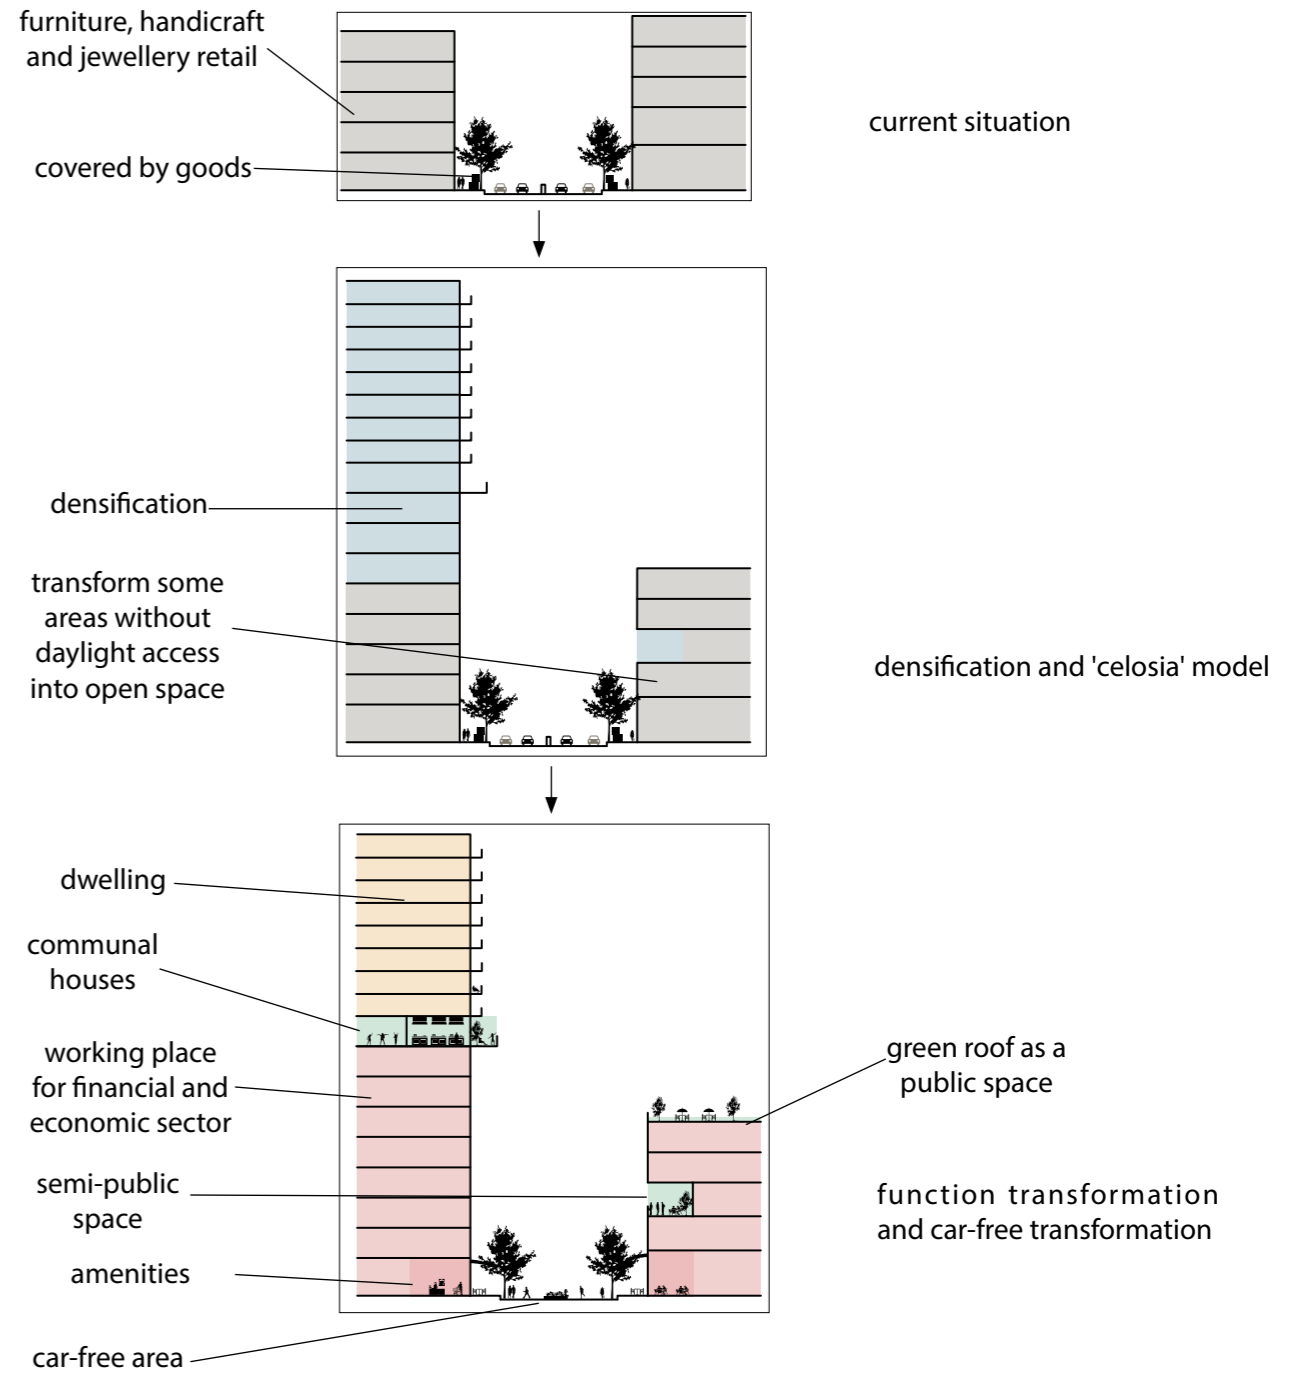 furniture, handicraft
and jewellery retail
covered by goods
current situation
densification
transform some
areas without
daylight access
into open space
densification and 'celosia' model
dwelling
communal
houses
working place
for financial and
economic sector
semi-public
space
amenities
car-free area
green roof as a
public space
function transformation
and car-free transformation